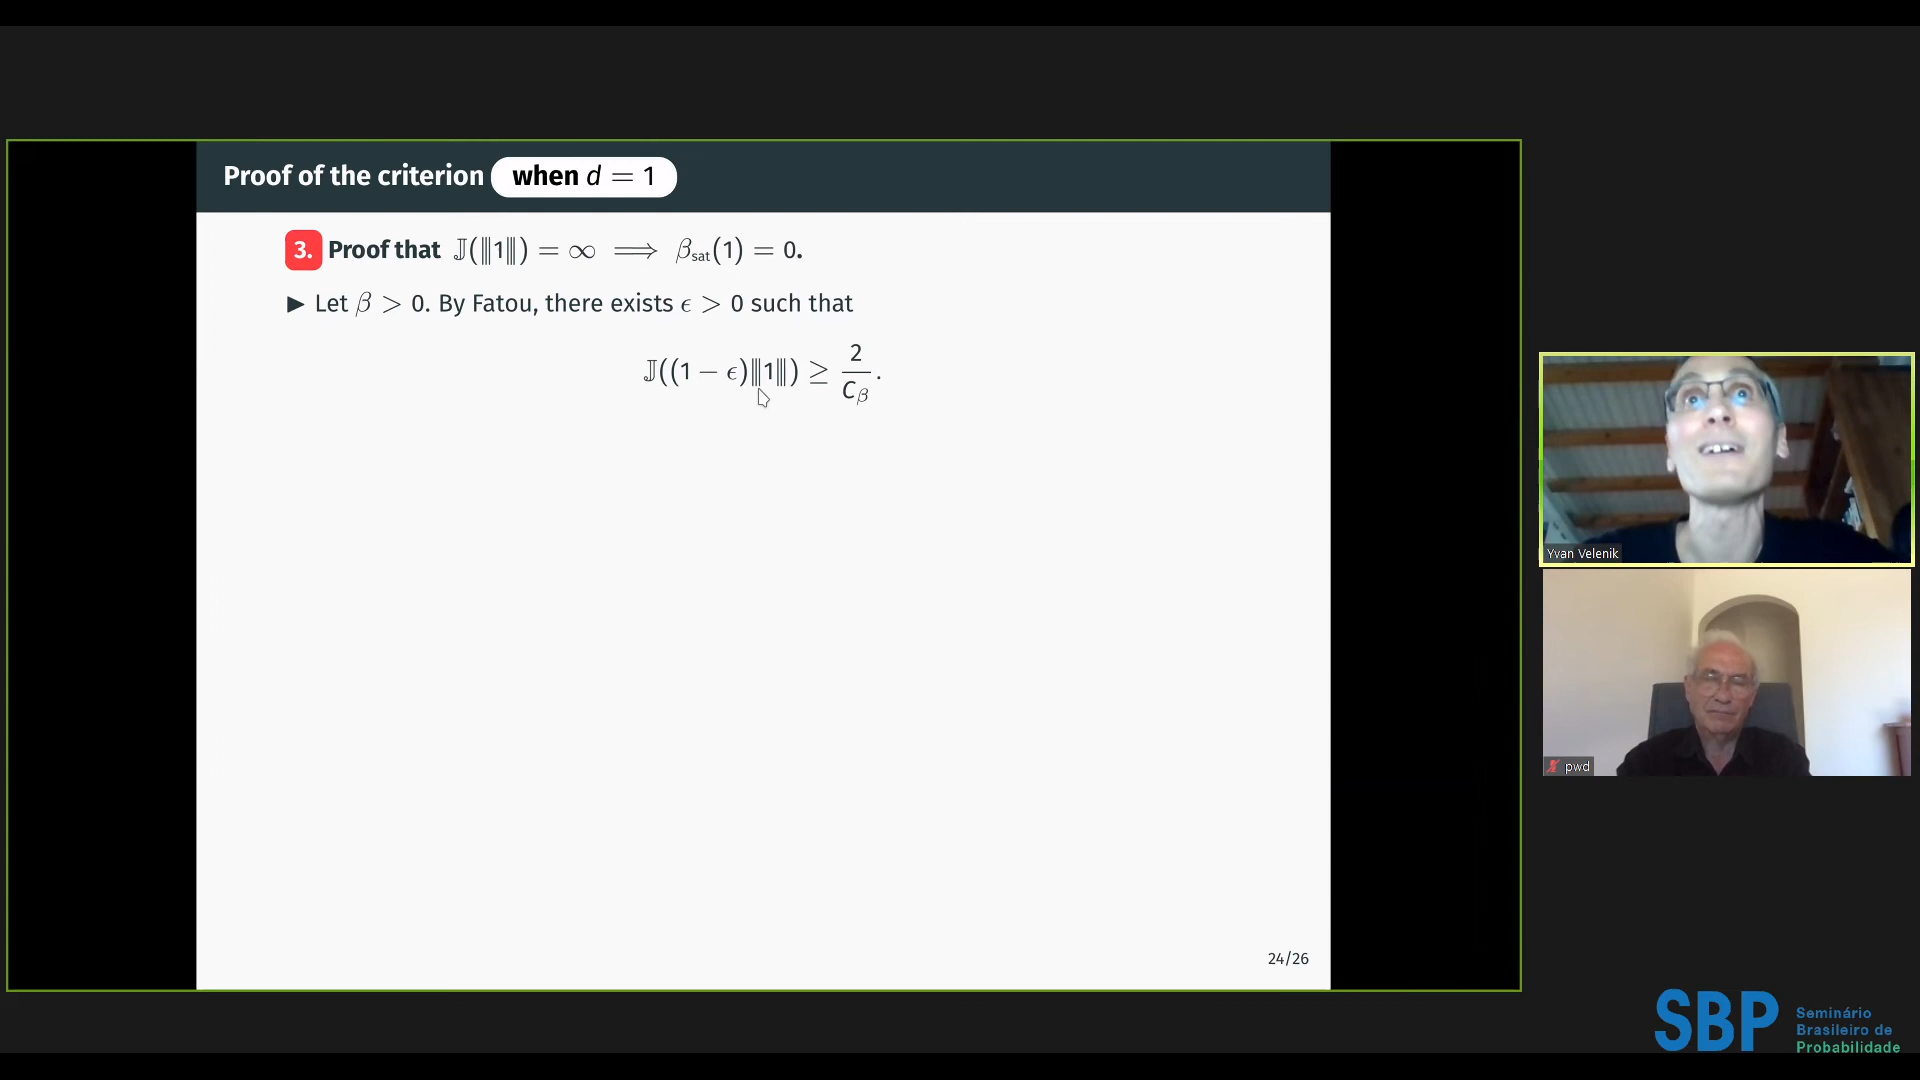 Proof of the criterion when d = 1
3. Proof that 𝕁(⦀1⦀) = ∞ ⟹ β_sat(1) = 0.
▶ Let β > 0. By Fatou, there exists ϵ > 0 such that
𝕁((1 − ϵ)⦀1⦀) ≥ 2/C_β.
24/26
Yvan Velenik
pwd
SBP Seminário
Brasileiro de
Probabilidade